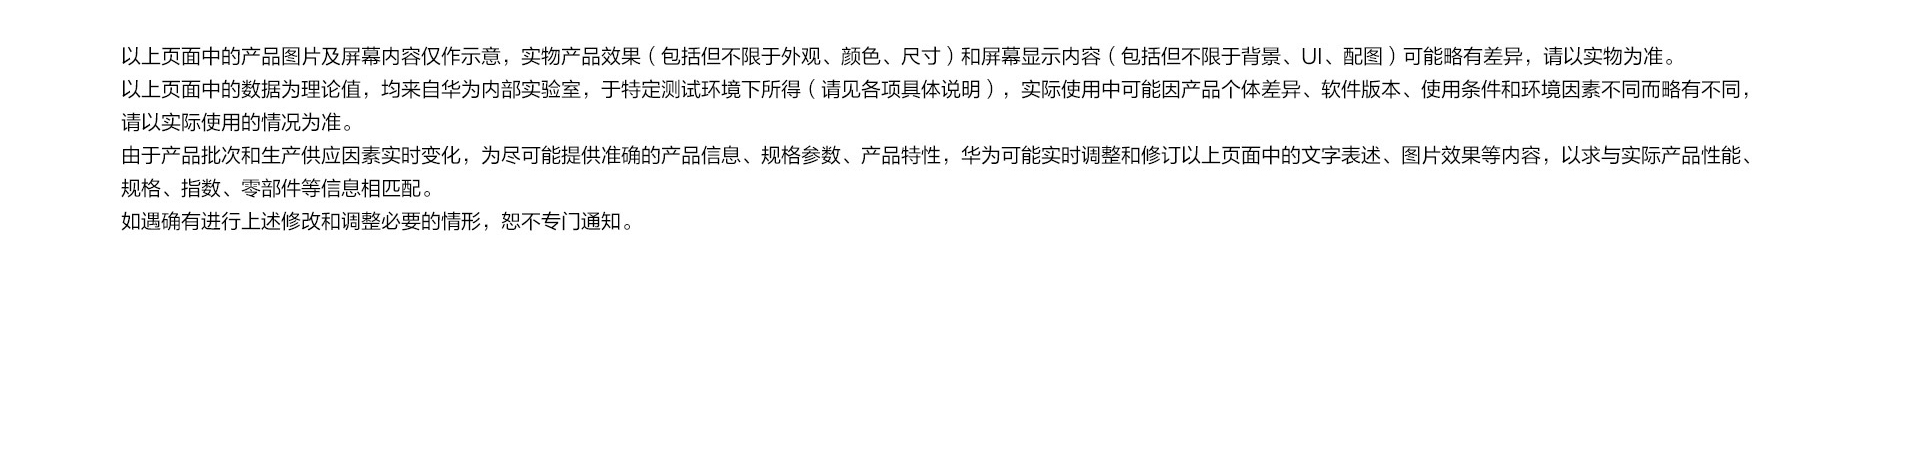 以上页面中的产品图片及屏幕内容仅作示意，实物产品效果（包括但不限于外观、颜色、尺寸）和屏幕显示内容（包括但不限于背景、UI、配图）可能略有差异，请以实物为准。
以上页面中的数据为理论值，均来自华为内部实验室，于特定测试环境下所得（请见各项具体说明），实际使用中可能因产品个体差异、软件版本、使用条件和环境因素不同而略有不同，
请以实际使用的情况为准。
由于产品批次和生产供应因素实时变化，为尽可能提供准确的产品信息、规格参数、产品特性，华为可能实时调整和修订以上页面中的文字表述、图片效果等内容，以求与实际产品性能、
规格、指数、零部件等信息相匹配。
如遇确有进行上述修改和调整必要的情形，恕不专门通知。